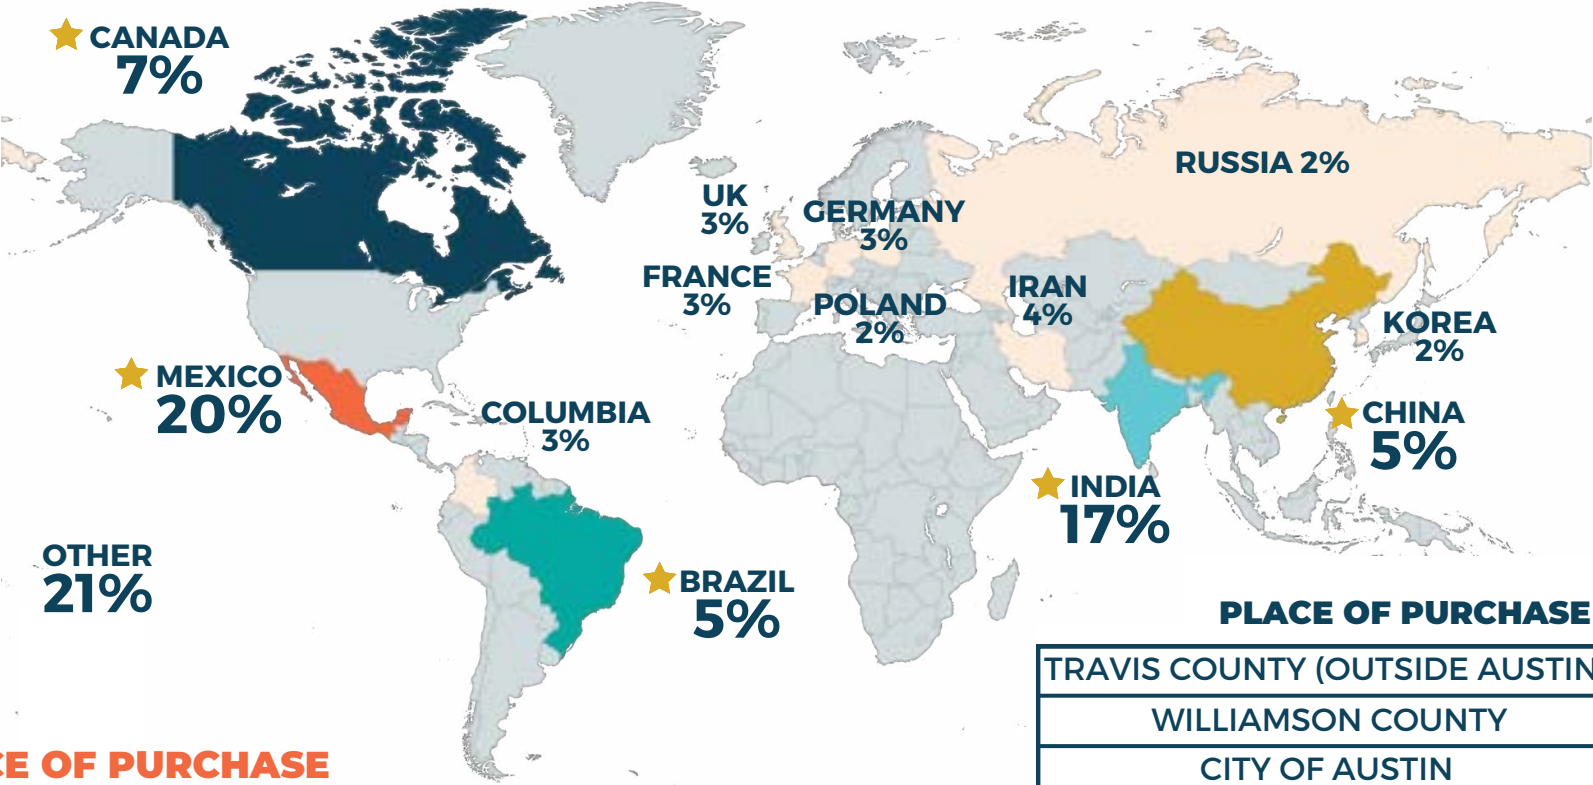 CANADA
7%
RUSSIA 2%
UK
3%
GERMANY
3%
FRANCE
3%
POLAND
2%
IRAN
4%
KOREA
2%
MEXICO
20%
COLUMBIA
3%
CHINA
5%
INDIA
17%
OTHER
21%
BRAZIL
5%
PLACE OF PURCHASE
TRAVIS COUNTY (OUTSIDE AUSTIN
WILLIAMSON COUNTY
CITY OF AUSTIN
CE OF PURCHASE